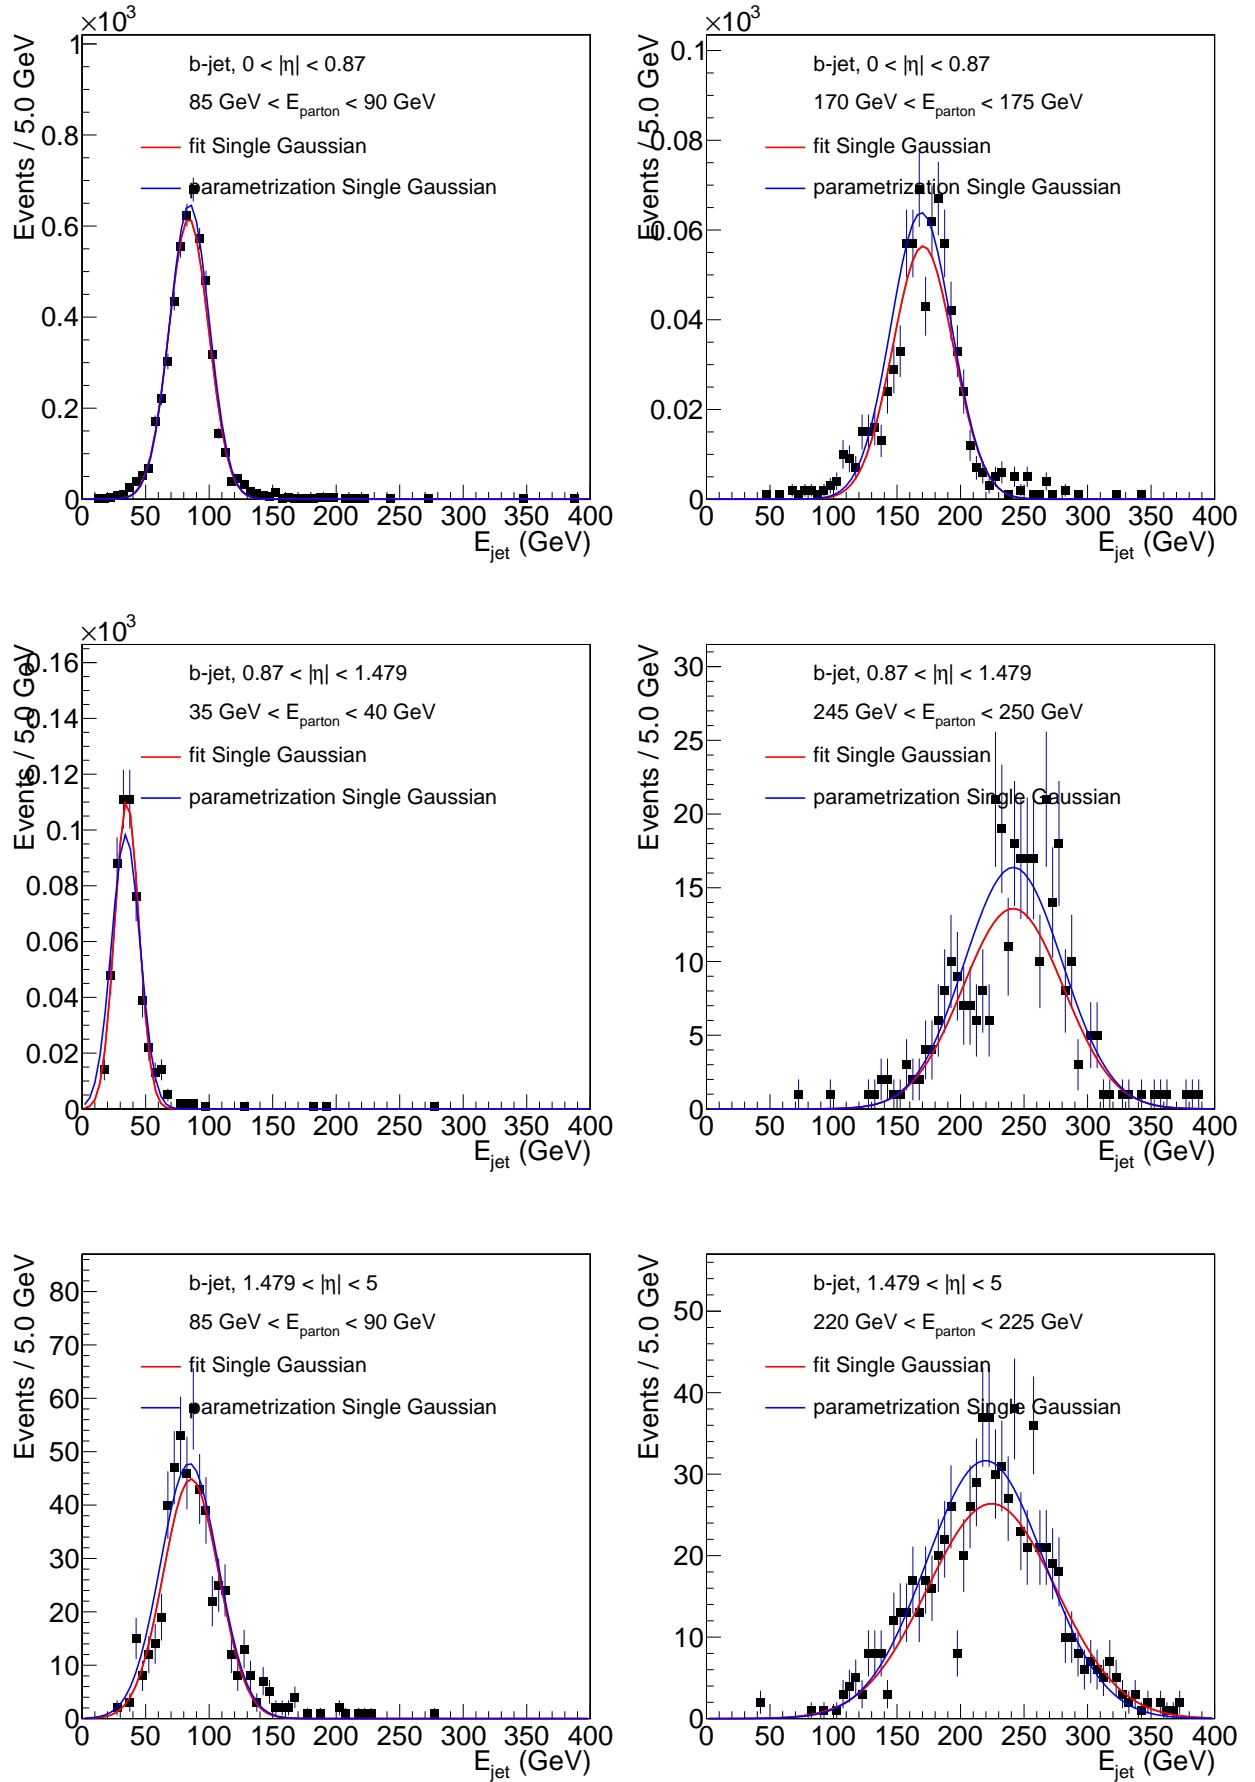 ×10³
Events / 5.0 GeV
b-jet, 0 < |η| < 0.87
85 GeV < E_parton < 90 GeV
fit Single Gaussian
parametrization Single Gaussian
1
0.8
0.6
0.4
0.2
0
0 50 100 150 200 250 300 350 400
E_jet (GeV)
×10³
Events / 5.0 GeV
b-jet, 0 < |η| < 0.87
170 GeV < E_parton < 175 GeV
fit Single Gaussian
parametrization Single Gaussian
0.1
0.08
0.06
0.04
0.02
0
0 50 100 150 200 250 300 350 400
E_jet (GeV)
×10³
Events / 5.0 GeV
b-jet, 0.87 < |η| < 1.479
35 GeV < E_parton < 40 GeV
fit Single Gaussian
parametrization Single Gaussian
0.16
0.14
0.12
0.1
0.08
0.06
0.04
0.02
0
0 50 100 150 200 250 300 350 400
E_jet (GeV)
Events / 5.0 GeV
b-jet, 0.87 < |η| < 1.479
245 GeV < E_parton < 250 GeV
fit Single Gaussian
parametrization Single Gaussian
30
25
20
15
10
5
0
0 50 100 150 200 250 300 350 400
E_jet (GeV)
Events / 5.0 GeV
b-jet, 1.479 < |η| < 5
85 GeV < E_parton < 90 GeV
fit Single Gaussian
parametrization Single Gaussian
80
70
60
50
40
30
20
10
0
0 50 100 150 200 250 300 350 400
E_jet (GeV)
Events / 5.0 GeV
b-jet, 1.479 < |η| < 5
220 GeV < E_parton < 225 GeV
fit Single Gaussian
parametrization Single Gaussian
50
40
30
20
10
0
0 50 100 150 200 250 300 350 400
E_jet (GeV)